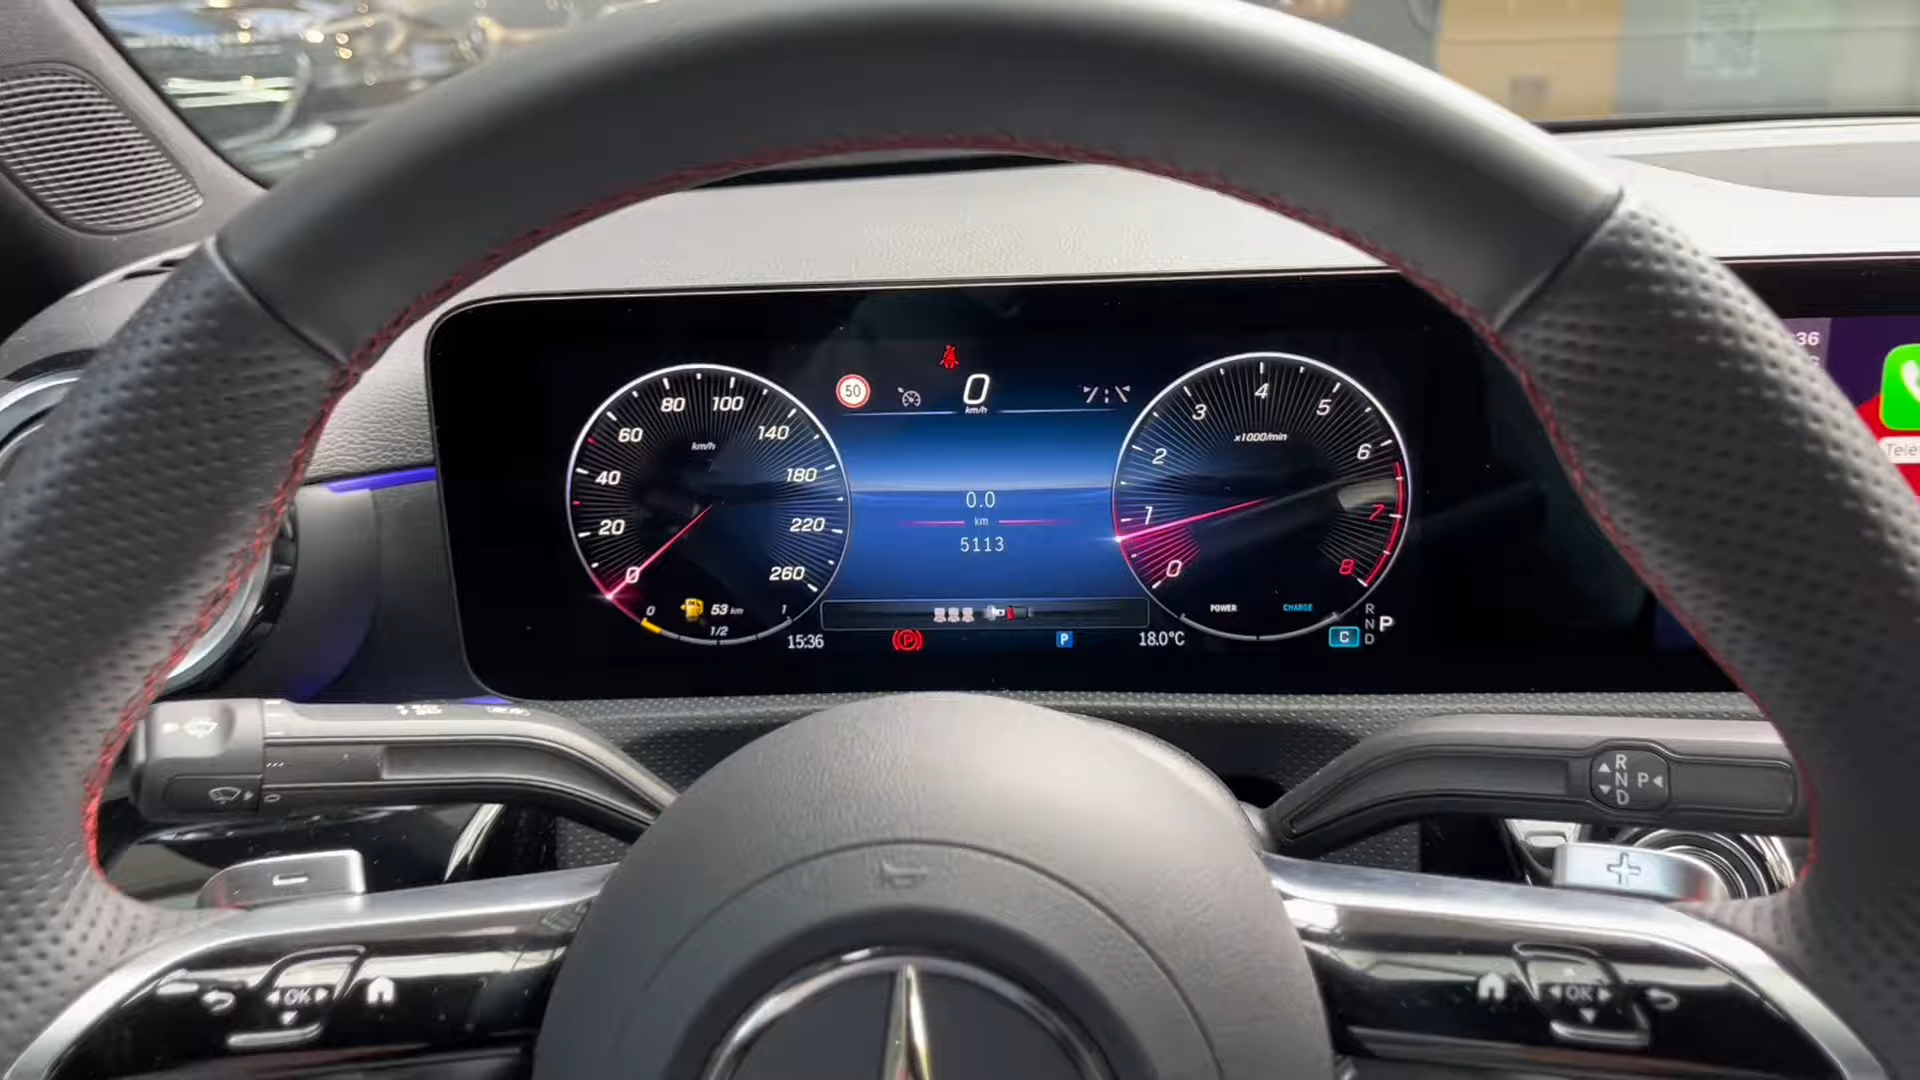 50
0
km/h
80 100
60
km/h
140
40
180
20
220
0
260
0
53 km
1
1/2
15:36
0.0
km
5113
P
P
18.0°C
4
3
5
x1000/min
2
6
1
7
0
8
POWER
CHARGE
R
N P
D
C
36
R
N P
D
OK
OK